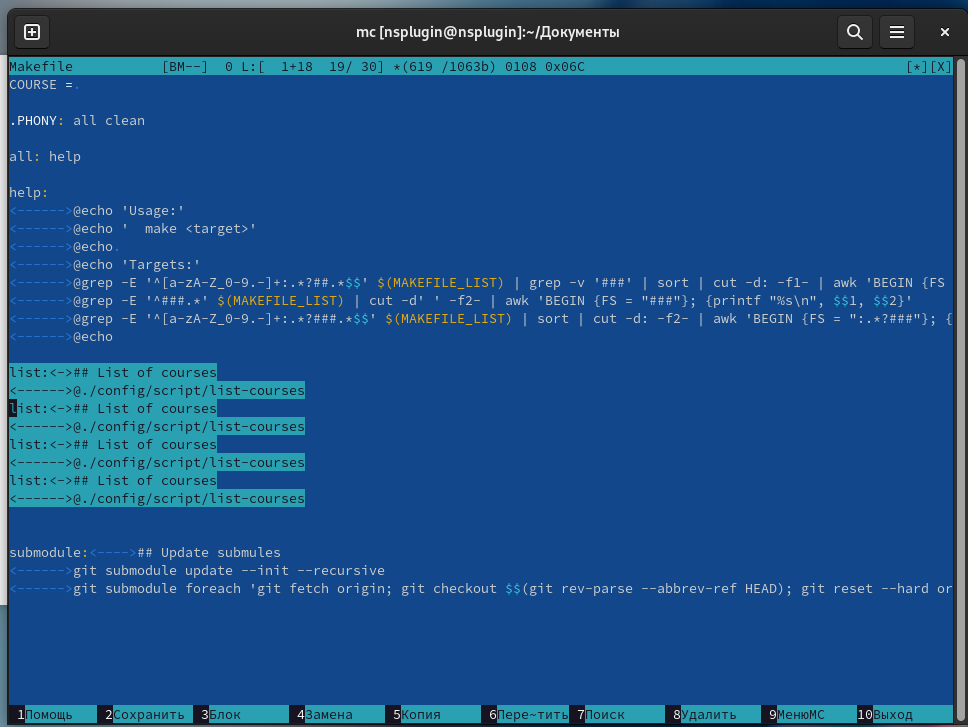 mc [nsplugin@nsplugin]:~/Документы
Makefile [BM--] 0 L:[ 1+18 19/ 30] *(619 /1063b) 0108 0x06C [*][X]
COURSE =.
.PHONY: all clean
all: help
help:
<------>@echo 'Usage:'
<------>@echo '  make <target>'
<------>@echo.
<------>@echo 'Targets:'
<------>@grep -E '^[a-zA-Z_0-9.-]+:.*?##.*$$' $(MAKEFILE_LIST) | grep -v '###' | sort | cut -d: -f1- | awk 'BEGIN {FS
<------>@grep -E '^###.*' $(MAKEFILE_LIST) | cut -d' ' -f2- | awk 'BEGIN {FS = "###"}; {printf "%s\n", $$1, $$2}'
<------>@grep -E '^[a-zA-Z_0-9.-]+:.*?###.*$$' $(MAKEFILE_LIST) | sort | cut -d: -f2- | awk 'BEGIN {FS = ":.*?###"}; {
<------>@echo
list:<->## List of courses
<------>@./config/script/list-courses
list:<->## List of courses
<------>@./config/script/list-courses
list:<->## List of courses
<------>@./config/script/list-courses
list:<->## List of courses
<------>@./config/script/list-courses
submodule:<---->## Update submules
<------>git submodule update --init --recursive
<------>git submodule foreach 'git fetch origin; git checkout $$(git rev-parse --abbrev-ref HEAD); git reset --hard or
1Помощь 2Сохранить 3Блок 4Замена 5Копия 6Пере~тить 7Поиск 8Удалить 9МенюMC 10Выход